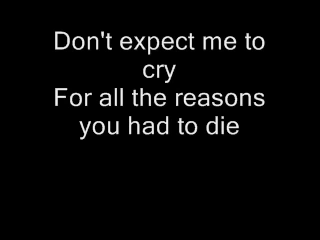 Don't expect me to
cry
For all the reasons
you had to die